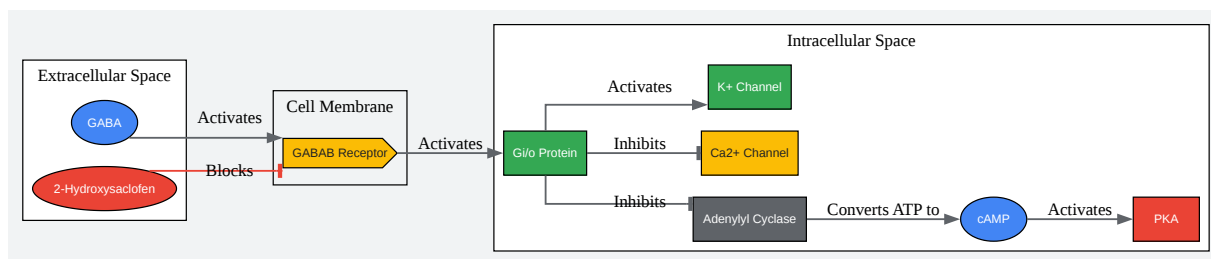 Intracellular Space
Extracellular Space
GABA
2-Hydroxysaclofen
Activates
Blocks
Cell Membrane
GABAB Receptor
Activates
Gi/o Protein
Activates
K+ Channel
Inhibits
Ca2+ Channel
Inhibits
Adenylyl Cyclase
Converts ATP to
cAMP
Activates
PKA